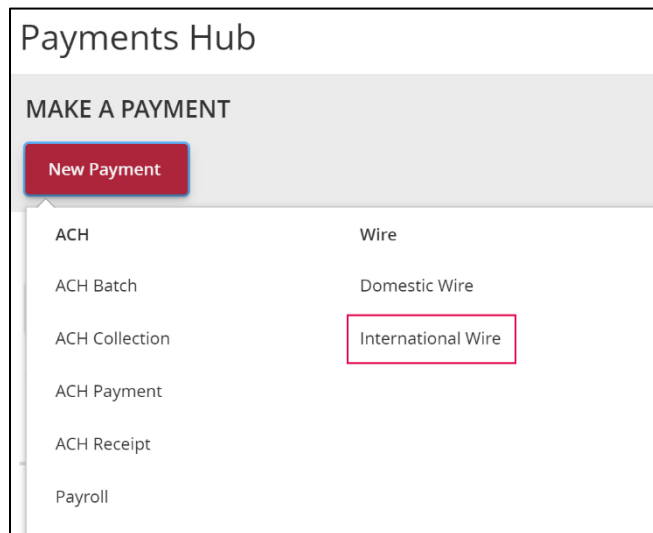 Payments Hub
MAKE A PAYMENT
New Payment
ACH
ACH Batch
ACH Collection
ACH Payment
ACH Receipt
Payroll
Wire
Domestic Wire
International Wire